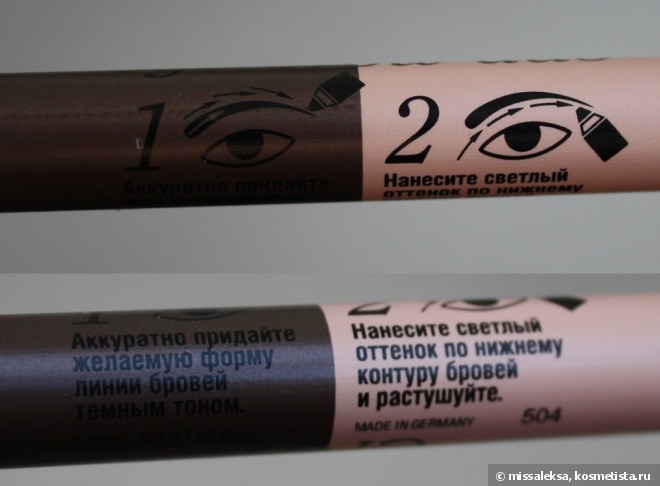 1
2
Аккуратно придайте
Нанесите светлый
оттенок по нижнему
Аккуратно придайте
желаемую форму
линии бровей
темным тоном.
Нанесите светлый
оттенок по нижнему
контуру бровей
и растушуйте.
MADE IN GERMANY 504
© missaleksa, kosmetista.ru